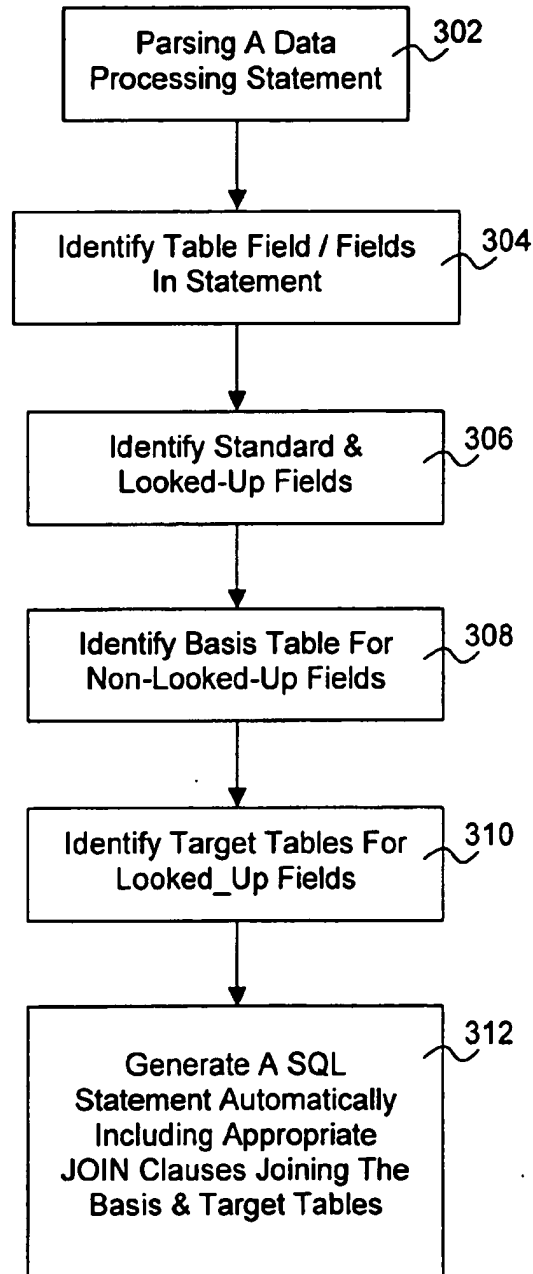 Parsing A Data
Processing Statement
302
Identify Table Field / Fields
In Statement
304
Identify Standard &
Looked-Up Fields
306
Identify Basis Table For
Non-Looked-Up Fields
308
Identify Target Tables For
Looked_Up Fields
310
Generate A SQL
Statement Automatically
Including Appropriate
JOIN Clauses Joining The
Basis & Target Tables
312